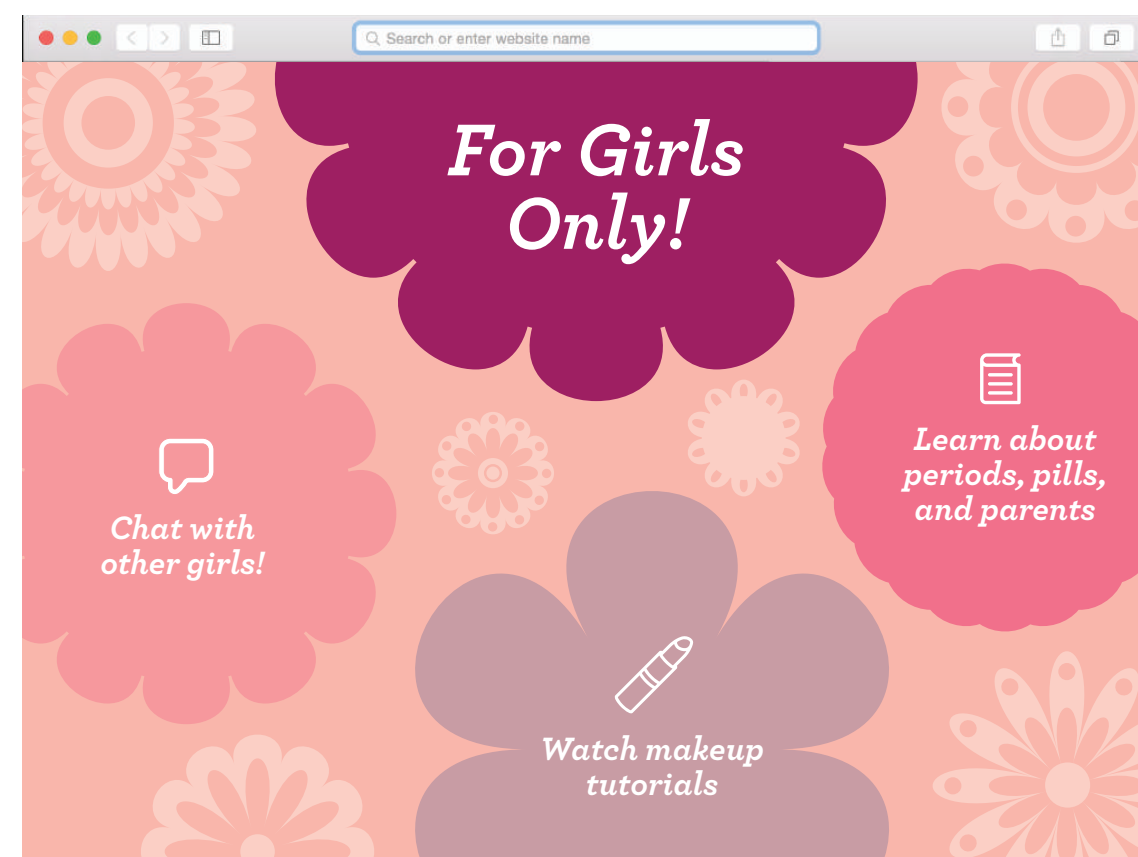 Search or enter website name
For Girls
Only!
Learn about
periods, pills,
and parents
Chat with
other girls!
Watch makeup
tutorials